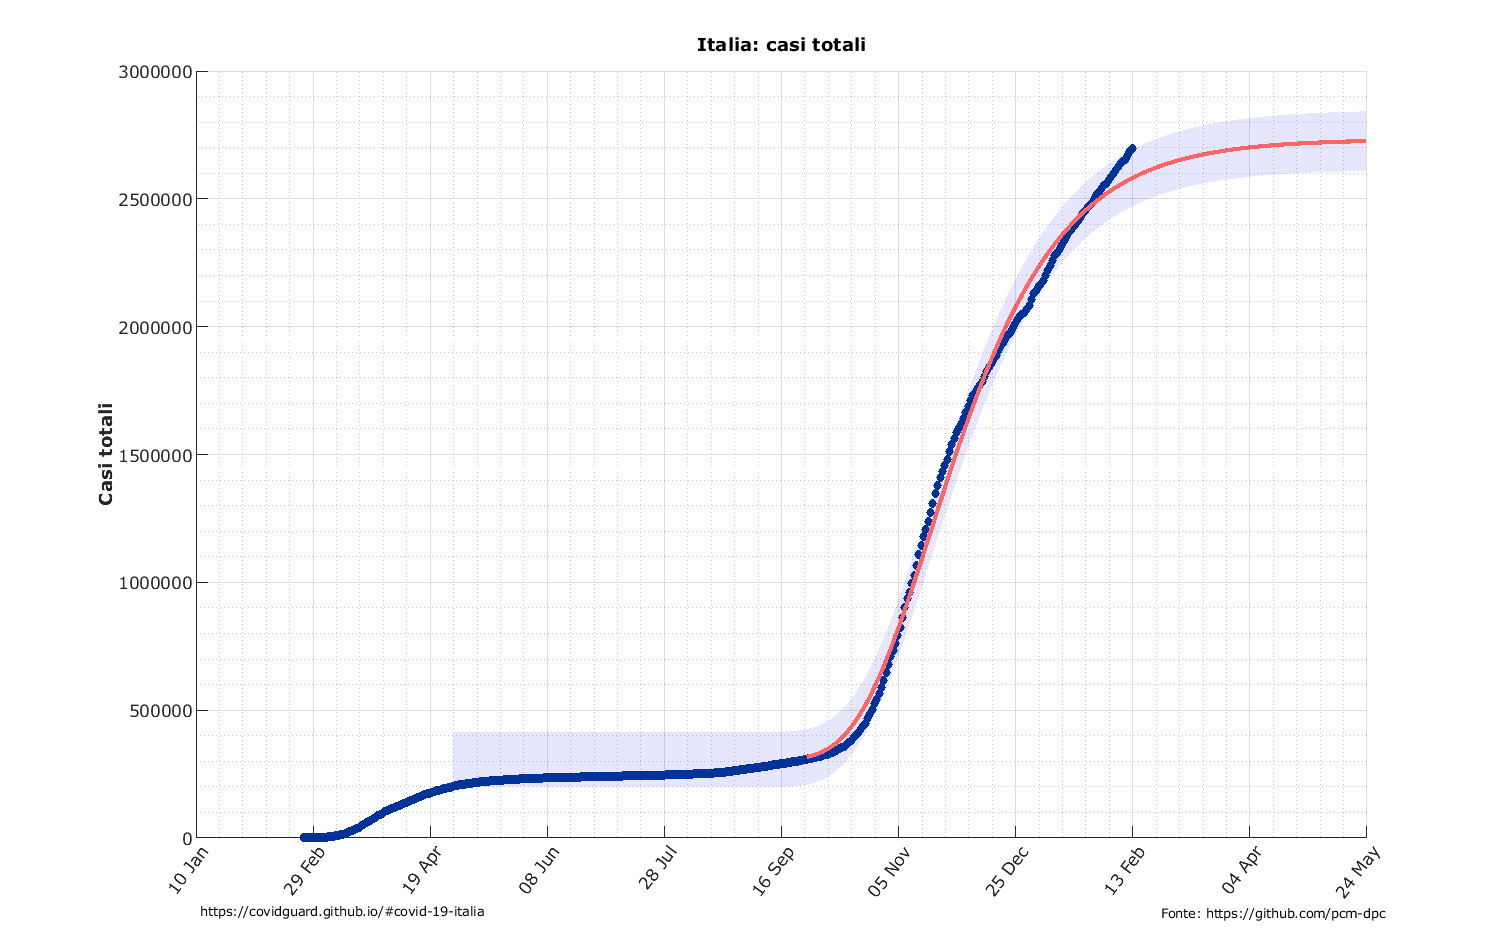 Italia: casi totali
3000000
2500000
2000000
1500000
1000000
500000
0
Casi totali
10 Jan
29 Feb
19 Apr
08 Jun
28 Jul
16 Sep
05 Nov
25 Dec
13 Feb
04 Apr
24 May
https://covidguard.github.io/#covid-19-italia
Fonte: https://github.com/pcm-dpc